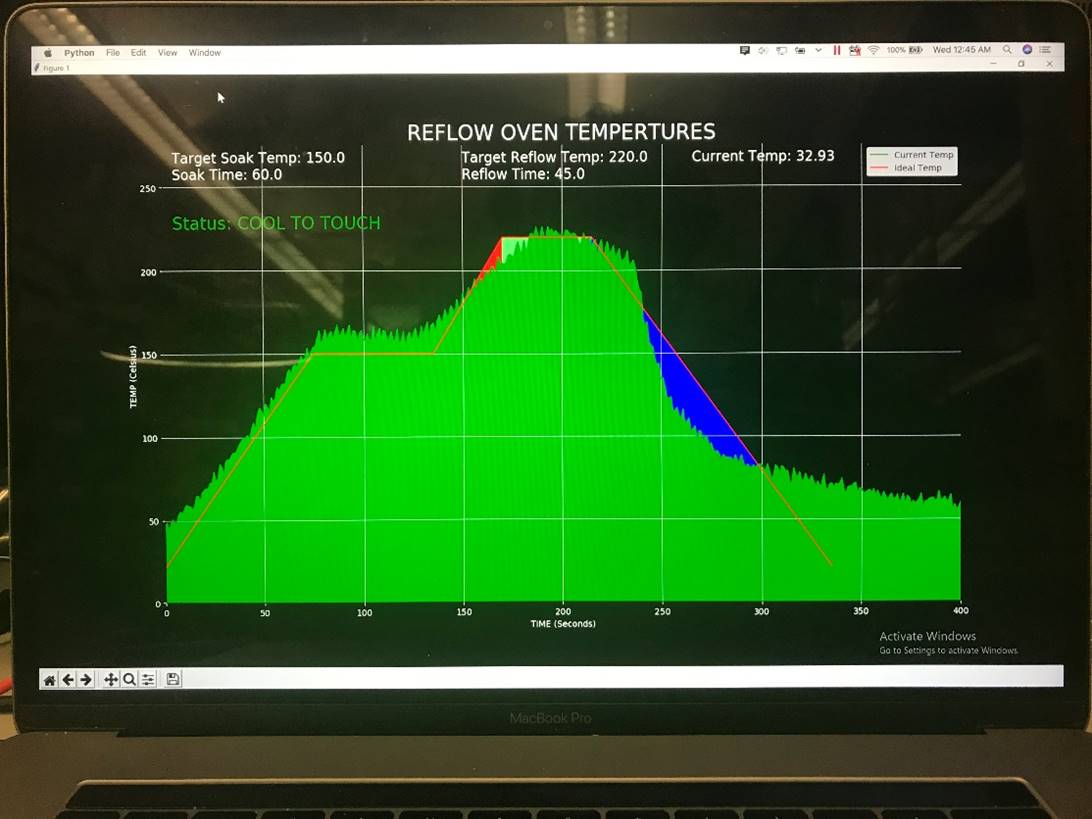 Python File Edit View Window 100% Wed 12:45 AM
Figure 1
REFLOW OVEN TEMPERTURES
Target Soak Temp: 150.0 Target Reflow Temp: 220.0 Current Temp: 32.93
Soak Time: 60.0 Reflow Time: 45.0
Current Temp
Ideal Temp
Status: COOL TO TOUCH
250
200
150
100
50
0
TEMP (Celsius)
0 50 100 150 200 250 300 350 400
TIME (Seconds)
Activate Windows
Go to Settings to activate Windows.
MacBook Pro